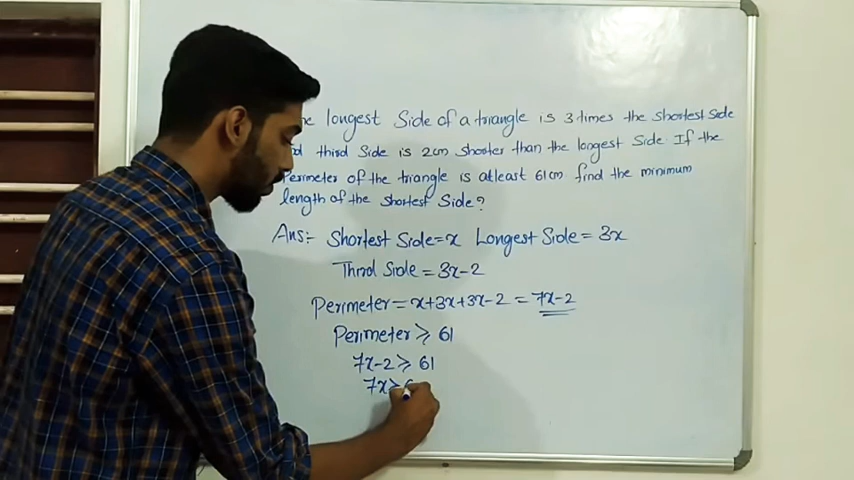 longest Side of a triangle is 3 times the shortest Side
third Side is 2cm shorter than the longest Side If the
Perimeter of the triangle is atleast 61cm find the minimum
length of the shortest Side?
Ans:- Shortest Side=x Longest Side= 3x
Third Side = 3x-2
Perimeter= x+3x+3x-2 = 7x-2
Perimeter ≥ 61
7x-2 ≥ 61
7x≥